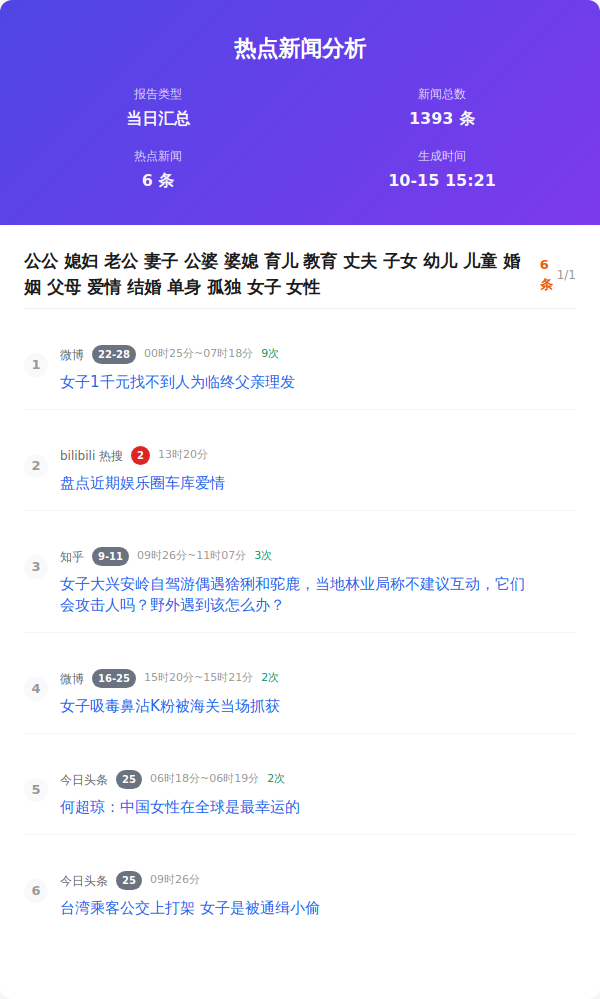 热点新闻分析
报告类型
当日汇总
新闻总数
1393 条
热点新闻
6 条
生成时间
10-15 15:21
公公 媳妇 老公 妻子 公婆 婆媳 育儿 教育 丈夫 子女 幼儿 儿童 婚
姻 父母 爱情 结婚 单身 孤独 女子 女性
6
条
1/1
1
微博 22-28 00时25分~07时18分 9次
女子1千元找不到人为临终父亲理发
2
bilibili 热搜 2 13时20分
盘点近期娱乐圈车库爱情
3
知乎 9-11 09时26分~11时07分 3次
女子大兴安岭自驾游偶遇猞猁和驼鹿，当地林业局称不建议互动，它们
会攻击人吗？野外遇到该怎么办？
4
微博 16-25 15时20分~15时21分 2次
女子吸毒鼻沾K粉被海关当场抓获
5
今日头条 25 06时18分~06时19分 2次
何超琼：中国女性在全球是最幸运的
6
今日头条 25 09时26分
台湾乘客公交上打架 女子是被通缉小偷